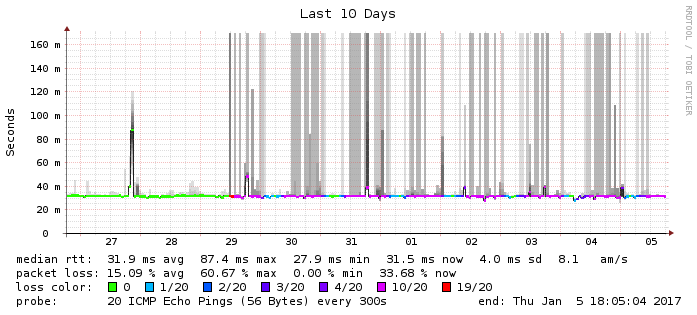 Last 10 Days
RRDTOOL / TOBI OETIKER
Seconds
160 m
140 m
120 m
100 m
80 m
60 m
40 m
20 m
0
27 28 29 30 31 01 02 03 04 05
median rtt: 31.9 ms avg 87.4 ms max 27.9 ms min 31.5 ms now 4.0 ms sd 8.1 am/s
packet loss: 15.09 % avg 60.67 % max 0.00 % min 33.68 % now
loss color: 0 1/20 2/20 3/20 4/20 10/20 19/20
probe: 20 ICMP Echo Pings (56 Bytes) every 300s end: Thu Jan 5 18:05:04 2017